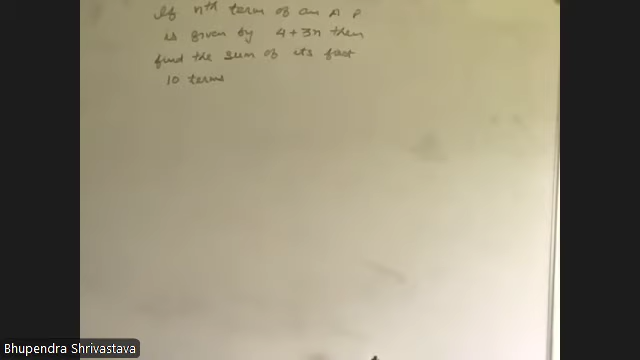 If nth term of an A P
is given by 4 + 3n then
find the sum of its first
10 terms
Bhupendra Shrivastava